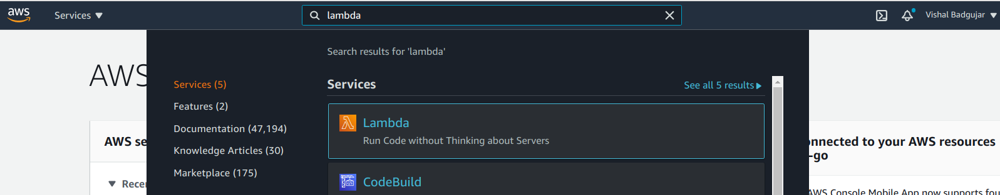 aws
Services
lambda
Vishal Badgujar
Search results for 'lambda'
AWS
Services (5)
Features (2)
Documentation (47,194)
Knowledge Articles (30)
Marketplace (175)
Services
See all 5 results
Lambda
Run Code without Thinking about Servers
CodeBuild
AWS se
Recen
nnected to your AWS resources
-go
AWS Console Mobile App now supports fou